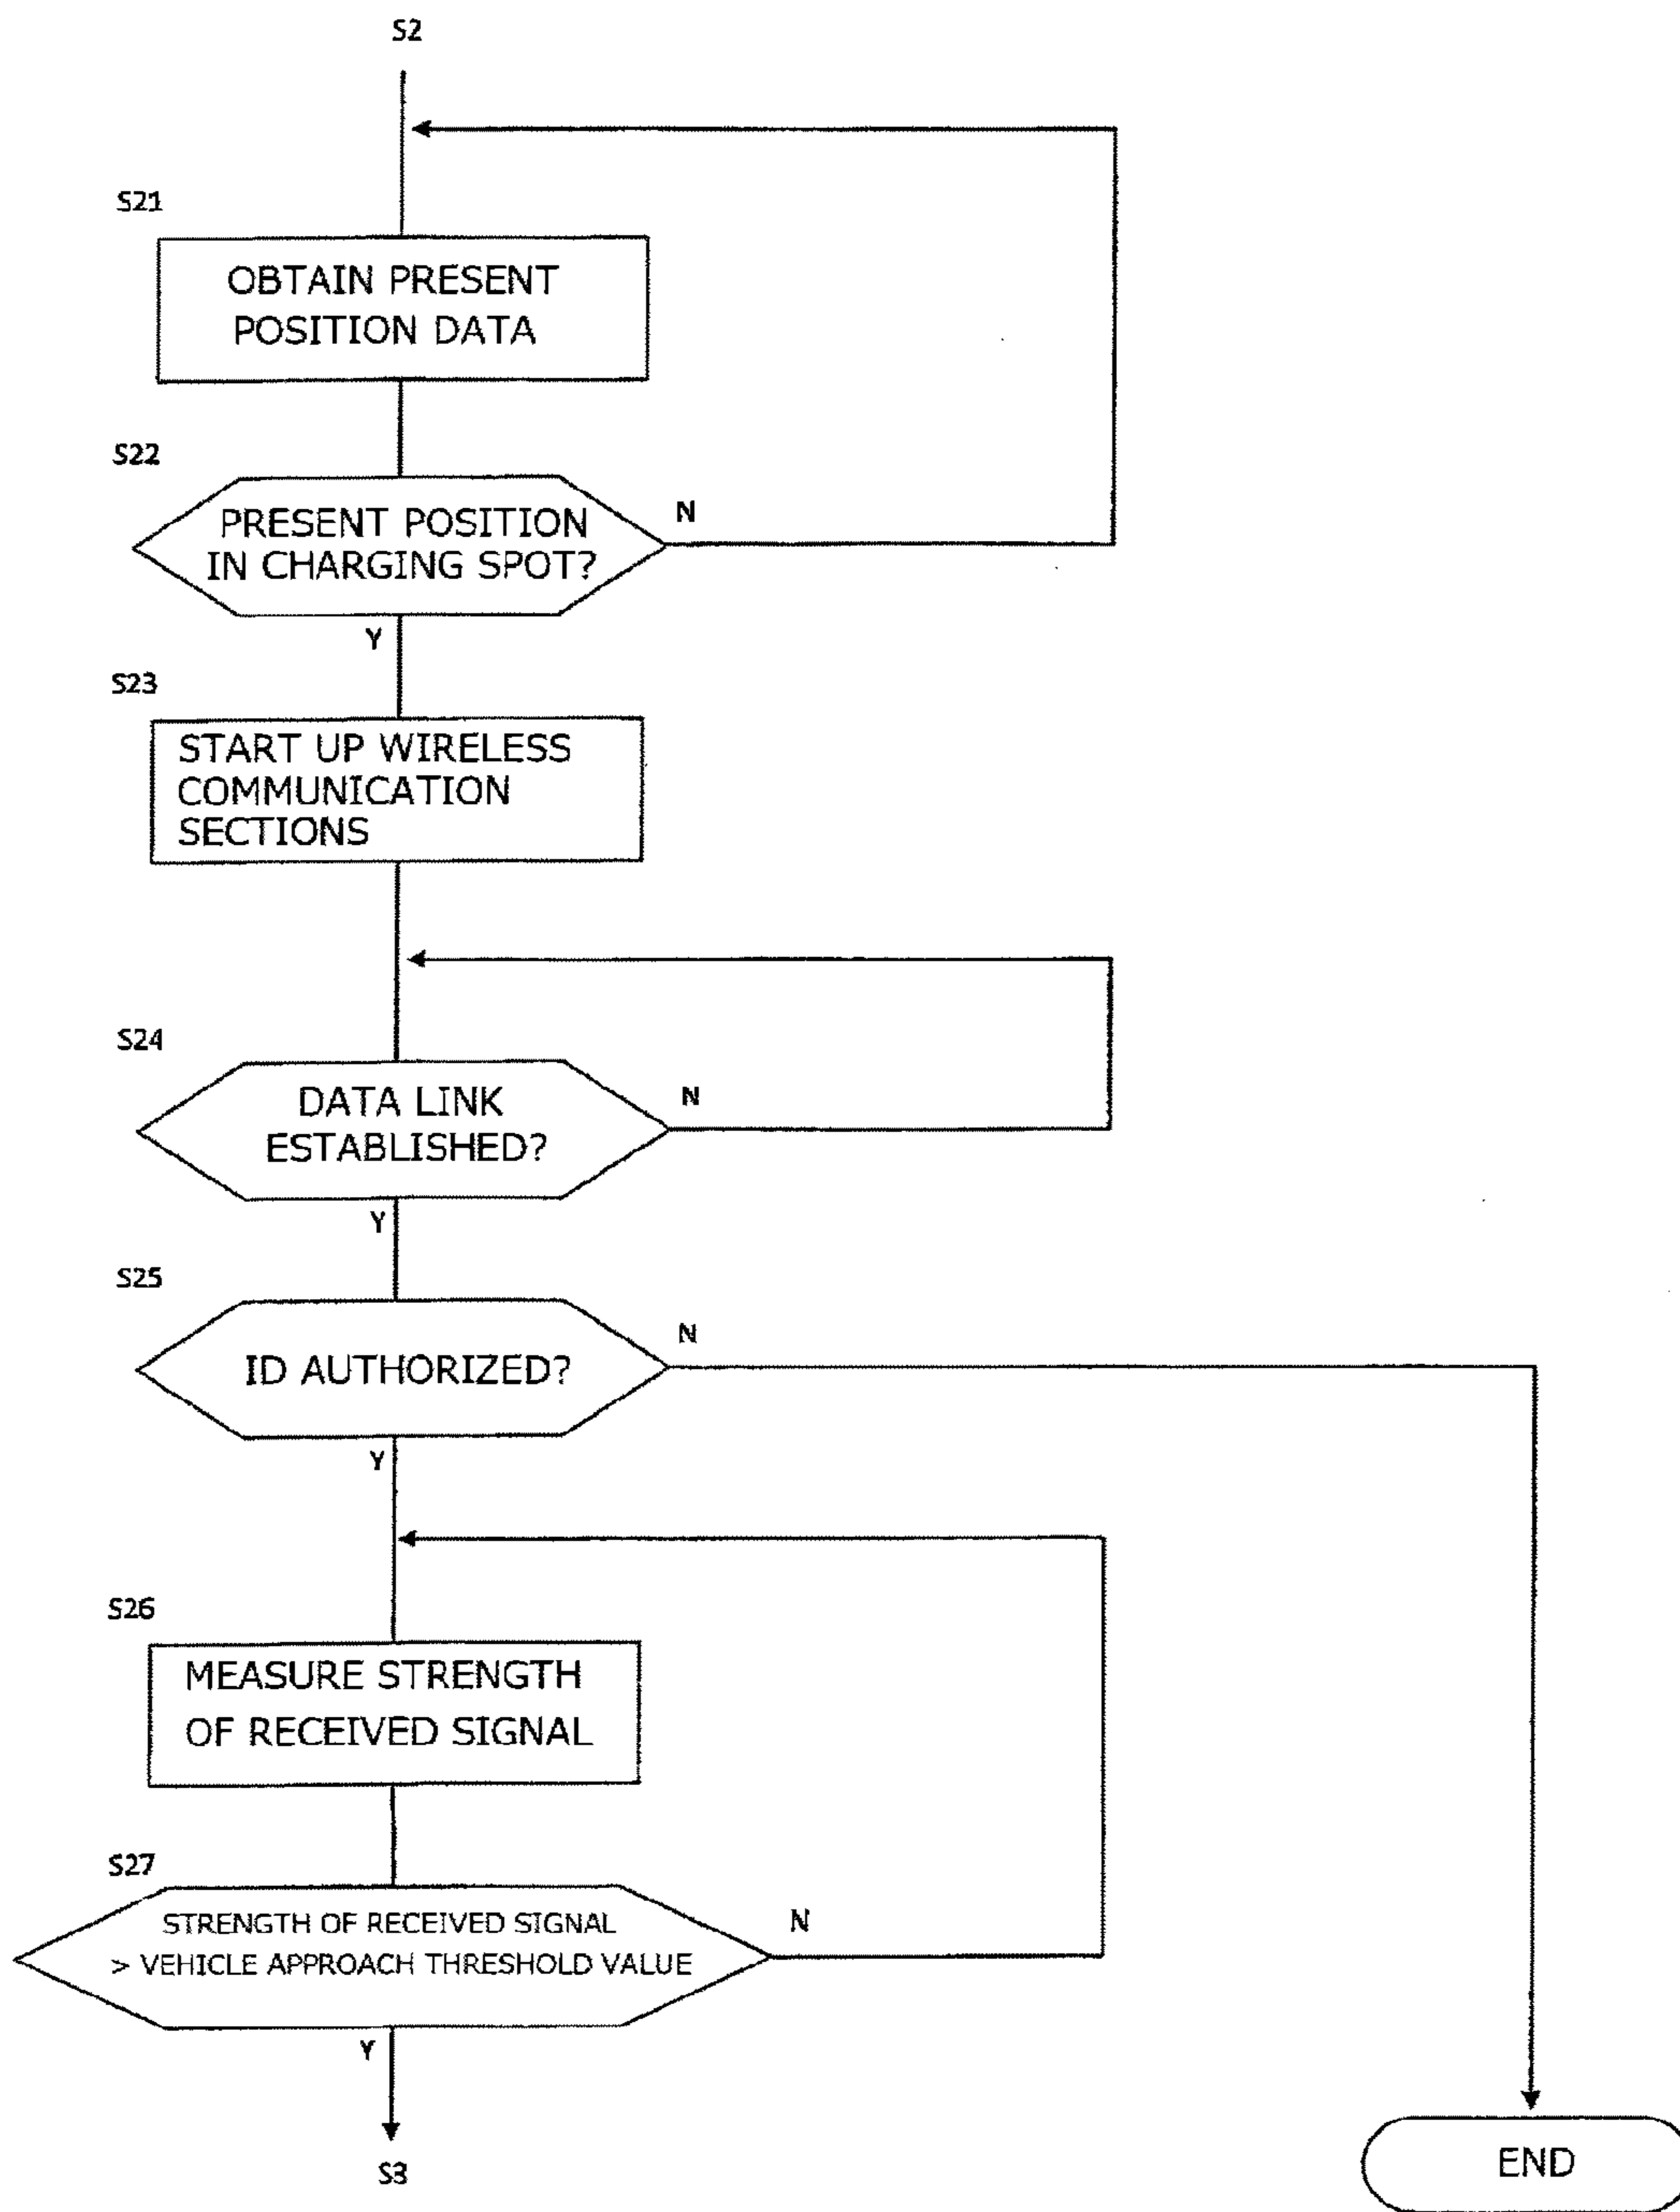 S2
S21
OBTAIN PRESENT
POSITION DATA
S22
PRESENT POSITION
IN CHARGING SPOT?
N
Y
S23
START UP WIRELESS
COMMUNICATION
SECTIONS
S24
DATA LINK
ESTABLISHED?
N
Y
S25
ID AUTHORIZED?
N
Y
S26
MEASURE STRENGTH
OF RECEIVED SIGNAL
S27
STRENGTH OF RECEIVED SIGNAL
> VEHICLE APPROACH THRESHOLD VALUE
N
Y
S3
END